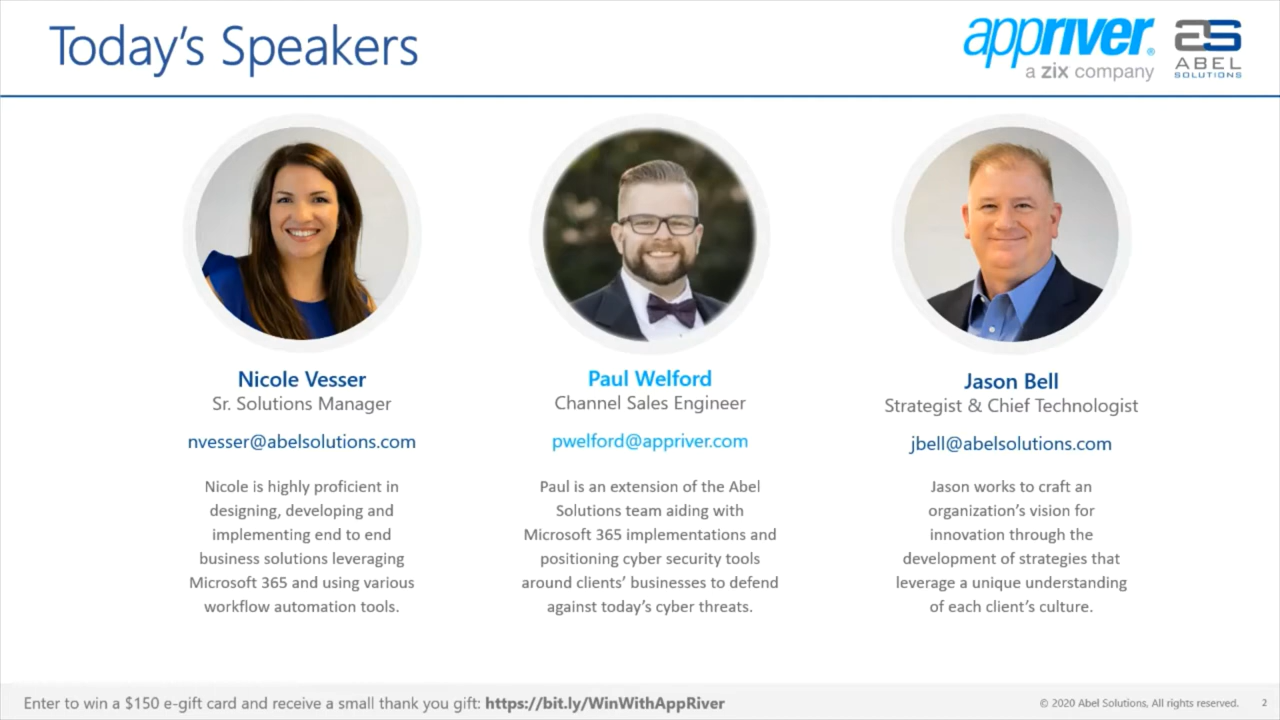 Today's Speakers
appriver®
a zix company
AS
ABEL
SOLUTIONS
Nicole Vesser
Sr. Solutions Manager
nvesser@abelsolutions.com
Nicole is highly proficient in
designing, developing and
implementing end to end
business solutions leveraging
Microsoft 365 and using various
workflow automation tools.
Paul Welford
Channel Sales Engineer
pwelford@appriver.com
Paul is an extension of the Abel
Solutions team aiding with
Microsoft 365 implementations and
positioning cyber security tools
around clients' businesses to defend
against today's cyber threats.
Jason Bell
Strategist & Chief Technologist
jbell@abelsolutions.com
Jason works to craft an
organization's vision for
innovation through the
development of strategies that
leverage a unique understanding
of each client's culture.
Enter to win a $150 e-gift card and receive a small thank you gift: https://bit.ly/WinWithAppRiver
© 2020 Abel Solutions, All rights reserved. 2